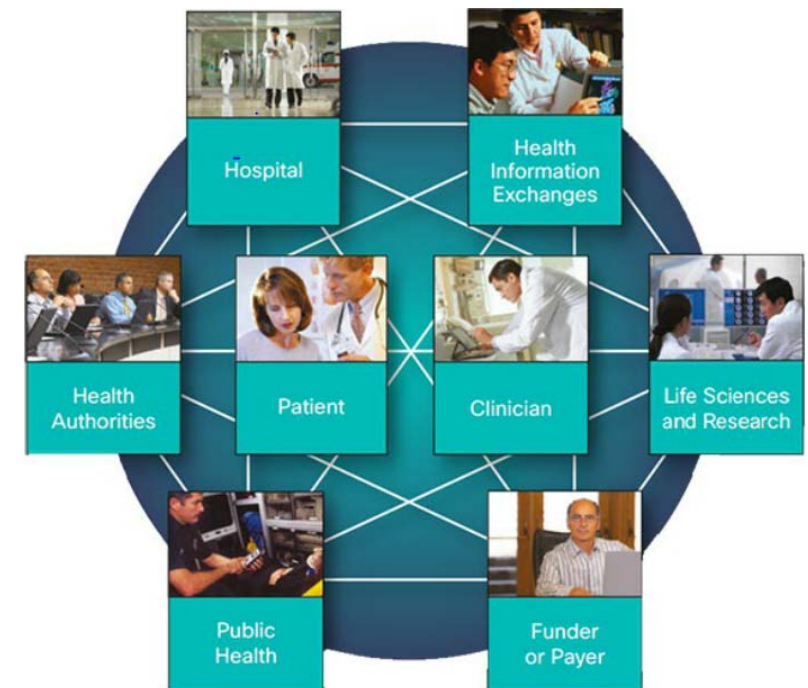 Hospital
Health
Information
Exchanges
Health
Authorities
Patient
Clinician
Life Sciences
and Research
Public
Health
Funder
or Payer